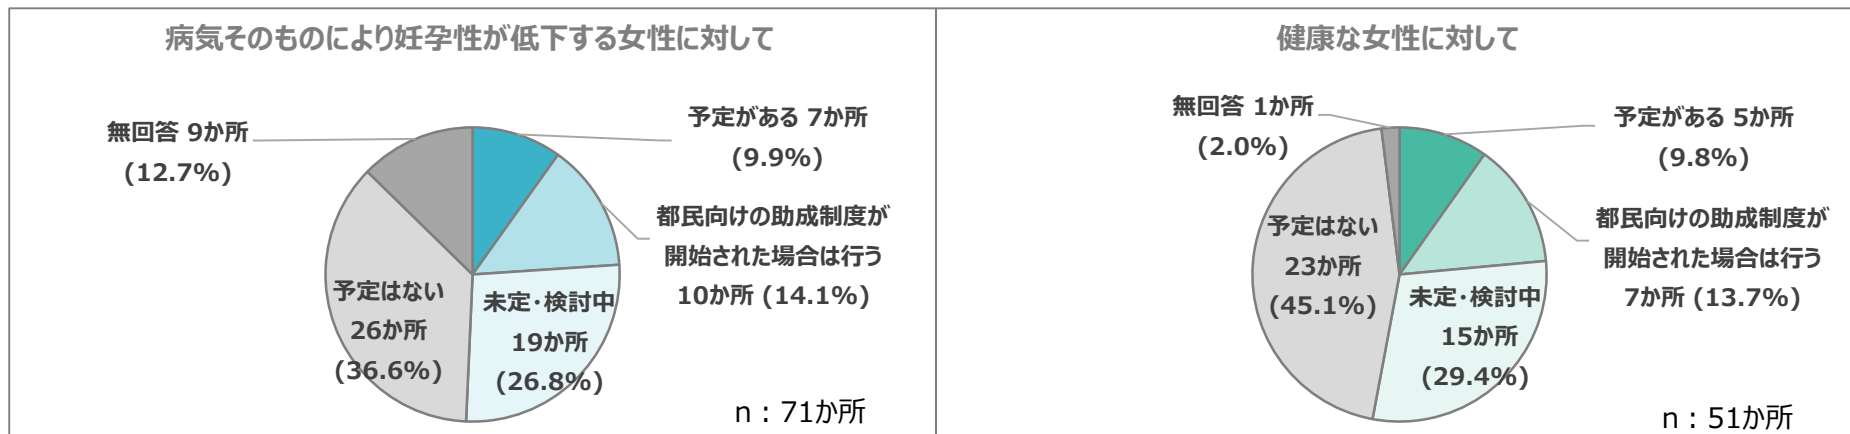 病気そのものにより妊孕性が低下する女性に対して
無回答 9か所
(12.7%)
予定がある 7か所
(9.9%)
都民向けの助成制度が
開始された場合は行う
10か所 (14.1%)
未定・検討中
19か所
(26.8%)
予定はない
26か所
(36.6%)
n：71か所
健康な女性に対して
無回答 1か所
(2.0%)
予定がある 5か所
(9.8%)
都民向けの助成制度が
開始された場合は行う
7か所 (13.7%)
未定・検討中
15か所
(29.4%)
予定はない
23か所
(45.1%)
n：51か所